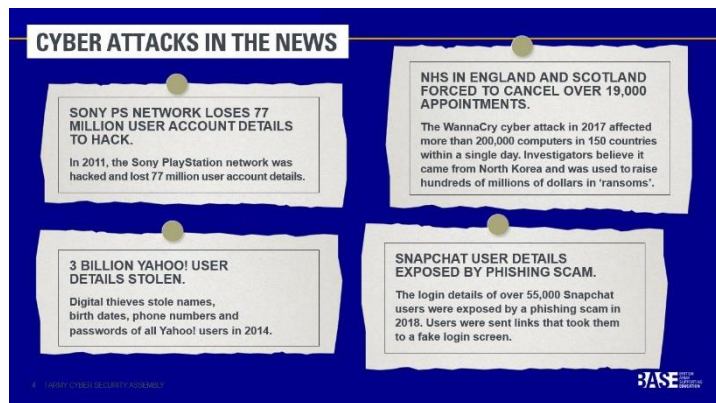 CYBER ATTACKS IN THE NEWS
SONY PS NETWORK LOSES 77
MILLION USER ACCOUNT DETAILS
TO HACK.
In 2011, the Sony PlayStation network was
hacked and lost 77 million user account details.
NHS IN ENGLAND AND SCOTLAND
FORCED TO CANCEL OVER 19,000
APPOINTMENTS.
The WannaCry cyber attack in 2017 affected
more than 200,000 computers in 150 countries
within a single day. Investigators believe it
came from North Korea and was used to raise
hundreds of millions of dollars in ‘ransoms’.
3 BILLION YAHOO! USER
DETAILS STOLEN.
Digital thieves stole names,
birth dates, phone numbers and
passwords of all Yahoo! users in 2014.
SNAPCHAT USER DETAILS
EXPOSED BY PHISHING SCAM.
The login details of over 55,000 Snapchat
users were exposed by a phishing scam in
2018. Users were sent links that took them
to a fake login screen.
4 | ARMY CYBER SECURITY ASSEMBLY
BASE
BRITISH
ARMY
SUPPORTING
EDUCATION